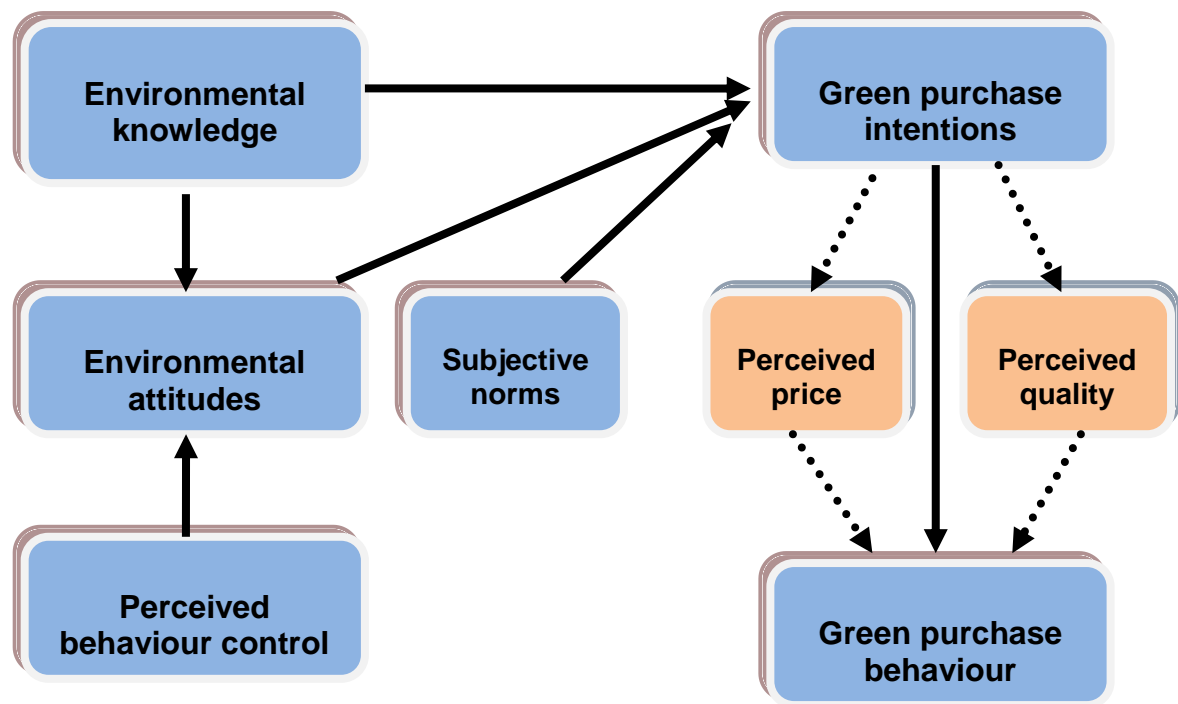 Environmental
knowledge
Green purchase
intentions
Environmental
attitudes
Subjective
norms
Perceived
price
Perceived
quality
Perceived
behaviour control
Green purchase
behaviour